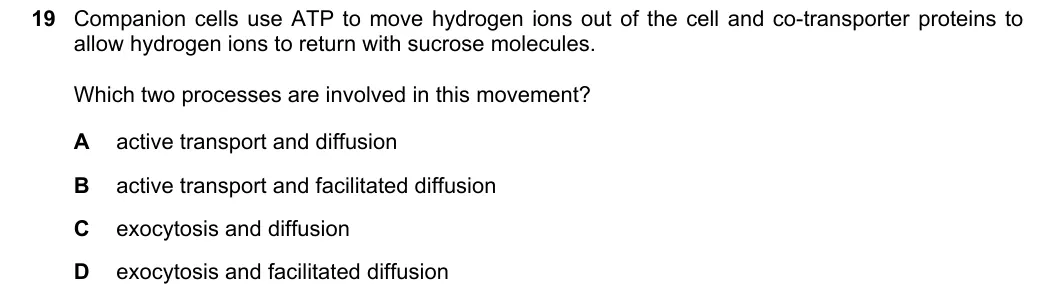 19 Companion cells use ATP to move hydrogen ions out of the cell and co-transporter proteins to
allow hydrogen ions to return with sucrose molecules.
Which two processes are involved in this movement?
A active transport and diffusion
B active transport and facilitated diffusion
C exocytosis and diffusion
D exocytosis and facilitated diffusion